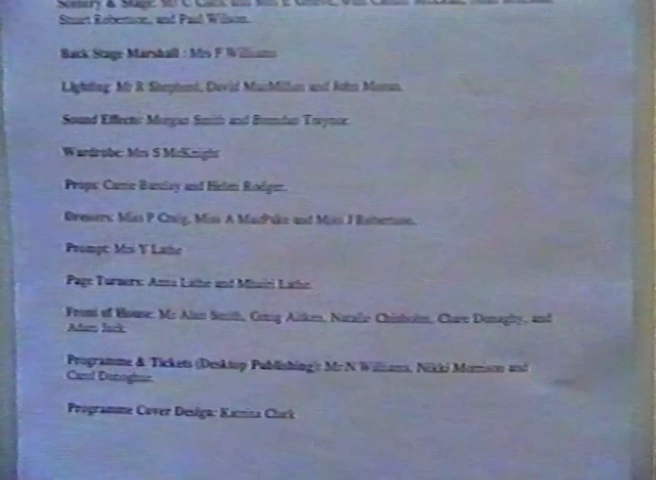 Scenery & Stage: Mr C
Stuart Robertson, and Paul Wilson.
Back Stage Marshall : Mrs F Williams
Lighting: Mr R Shepherd, David MacMillan and John Moran.
Sound Effects: Morgan Smith and Brendan Traynor.
Wardrobe: Mrs S McKnight
Props: Carrie Barclay and Helen Rodger.
Dressers: Miss P Craig, Miss A and Miss J Robertson.
Prompt: Mrs Y Lathe
Page Turners: Anna Lathe and Mhairi Lathe
Front of House: Mr Alan Smith, Craig Aitken, Natalie Chisholm, Clare Donaghy, and
Adam Jack
Programme & Tickets (Desktop Publishing): Mr N Williams, Nikki Morrison and
Carol
Programme Cover Design: Katrina Clark